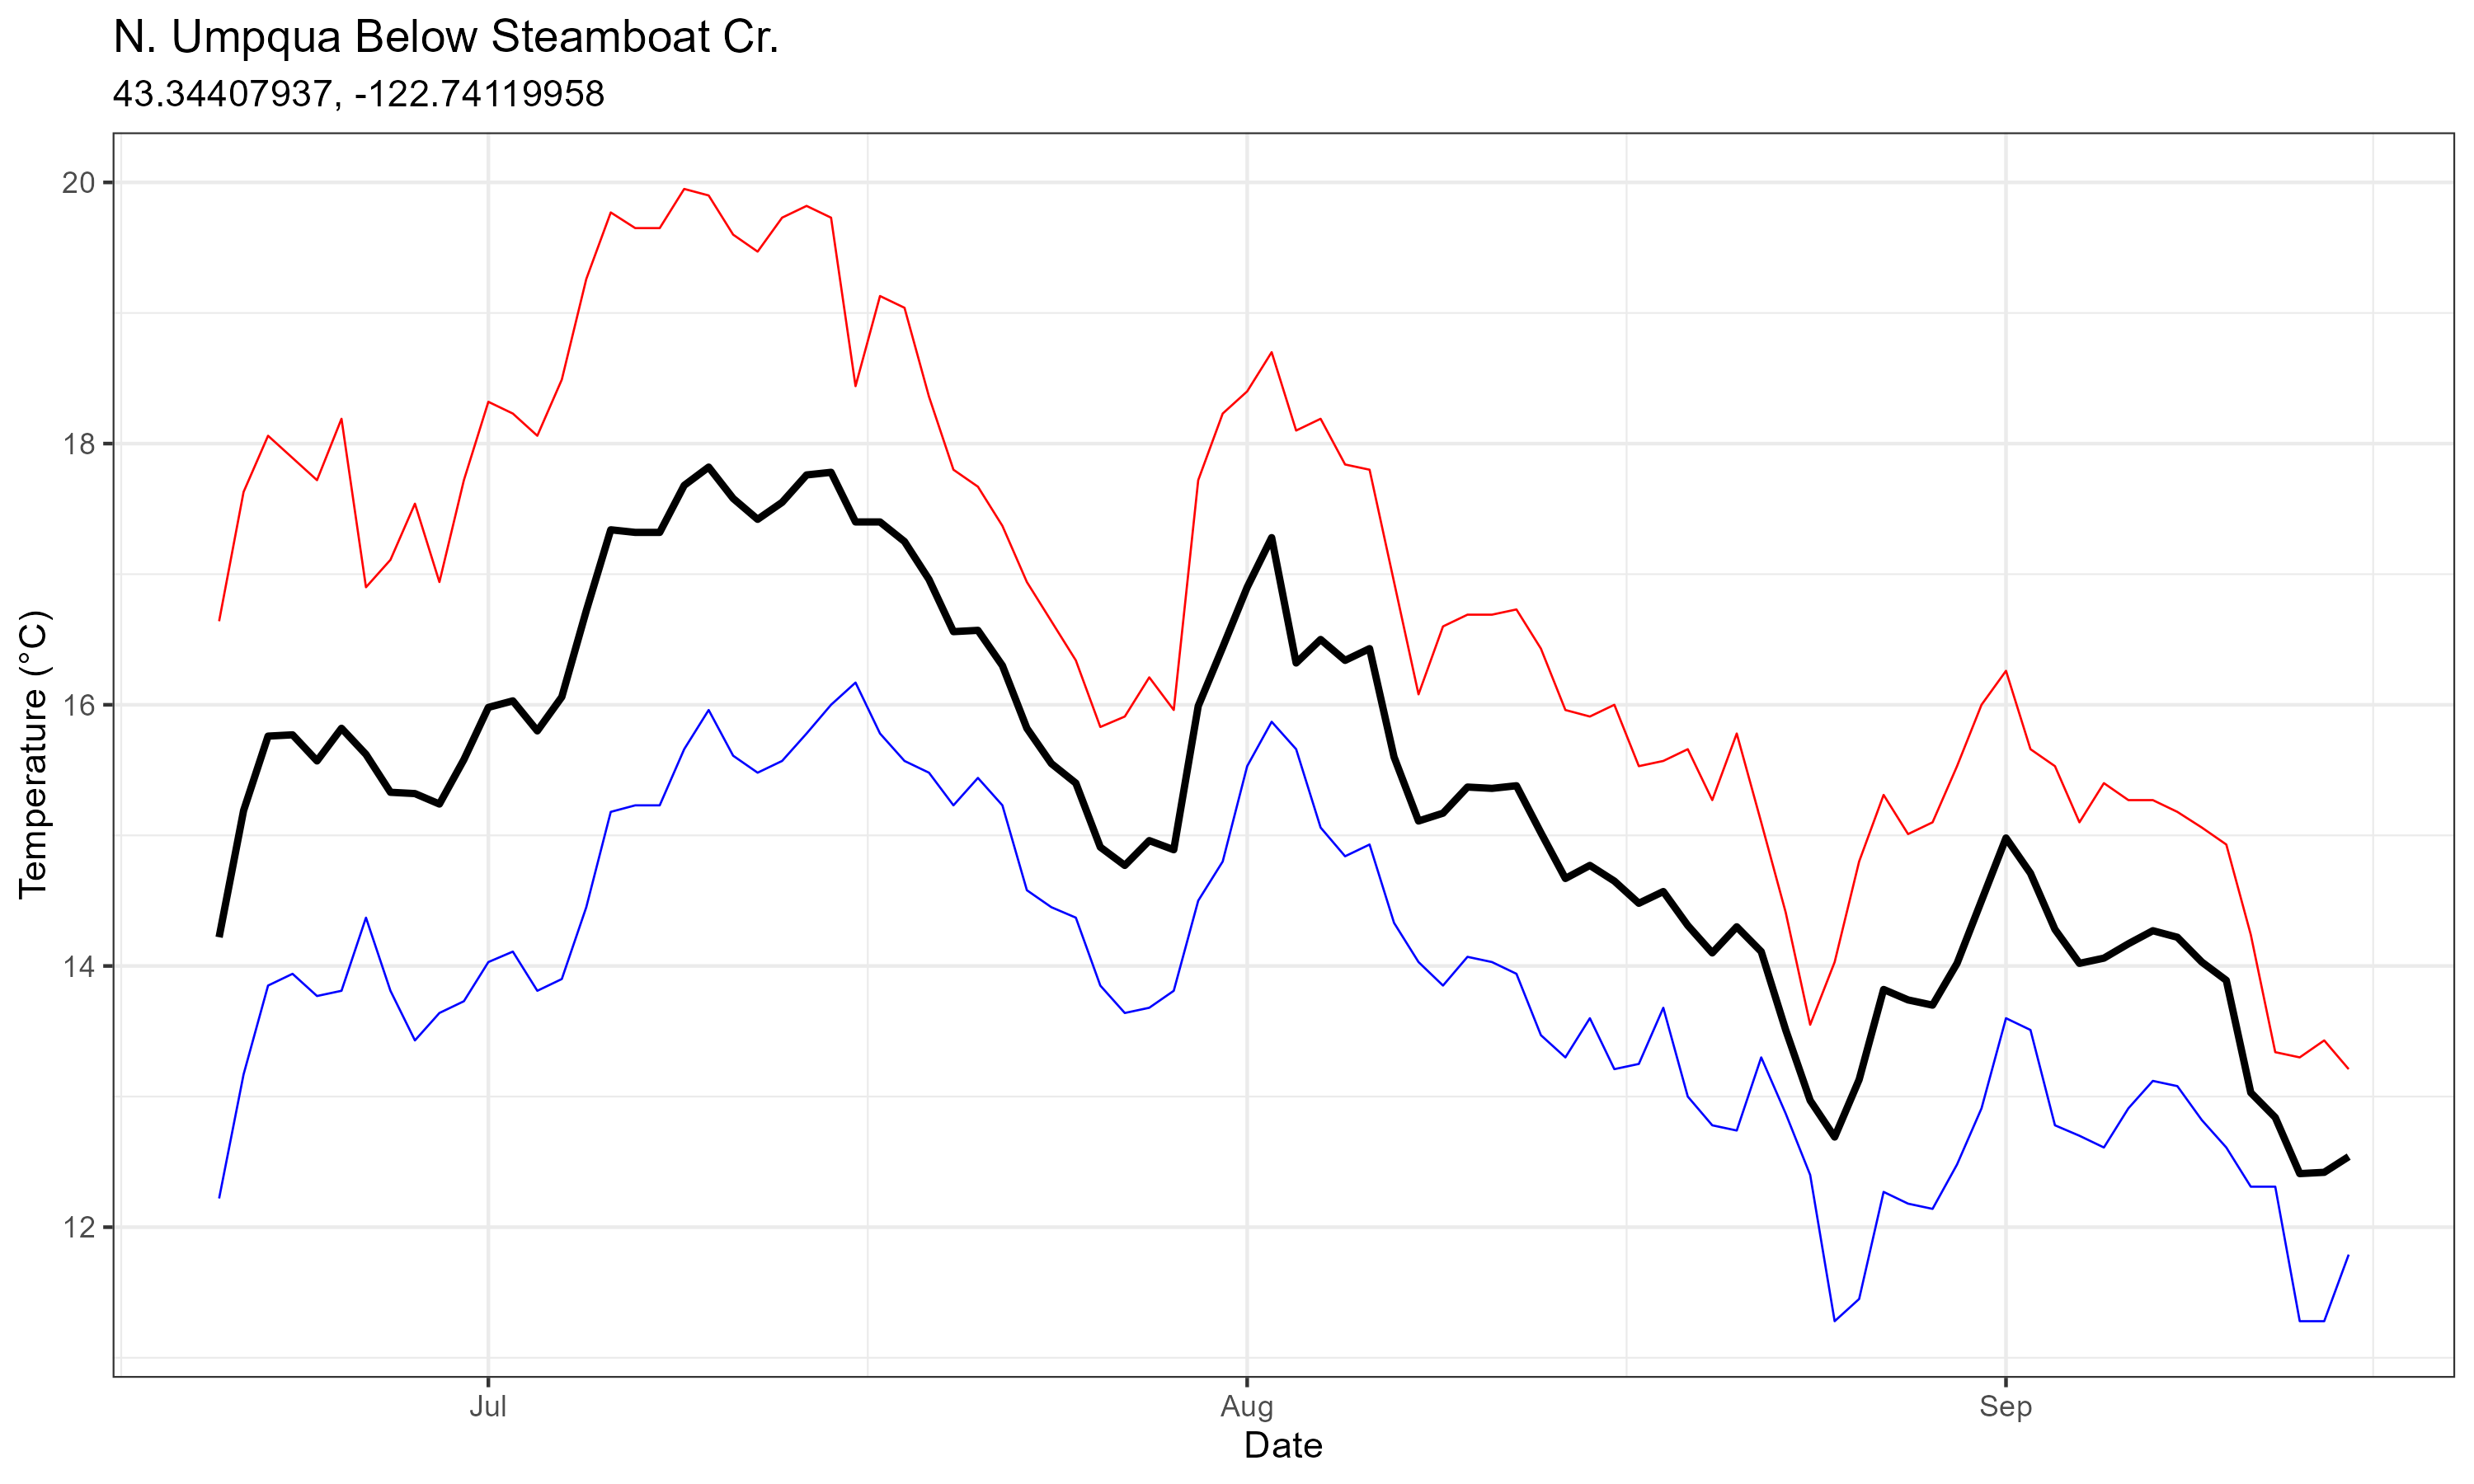 N. Umpqua Below Steamboat Cr.
43.34407937, -122.74119958
20
18
16
14
12
Temperature (°C)
Jul Aug Sep
Date